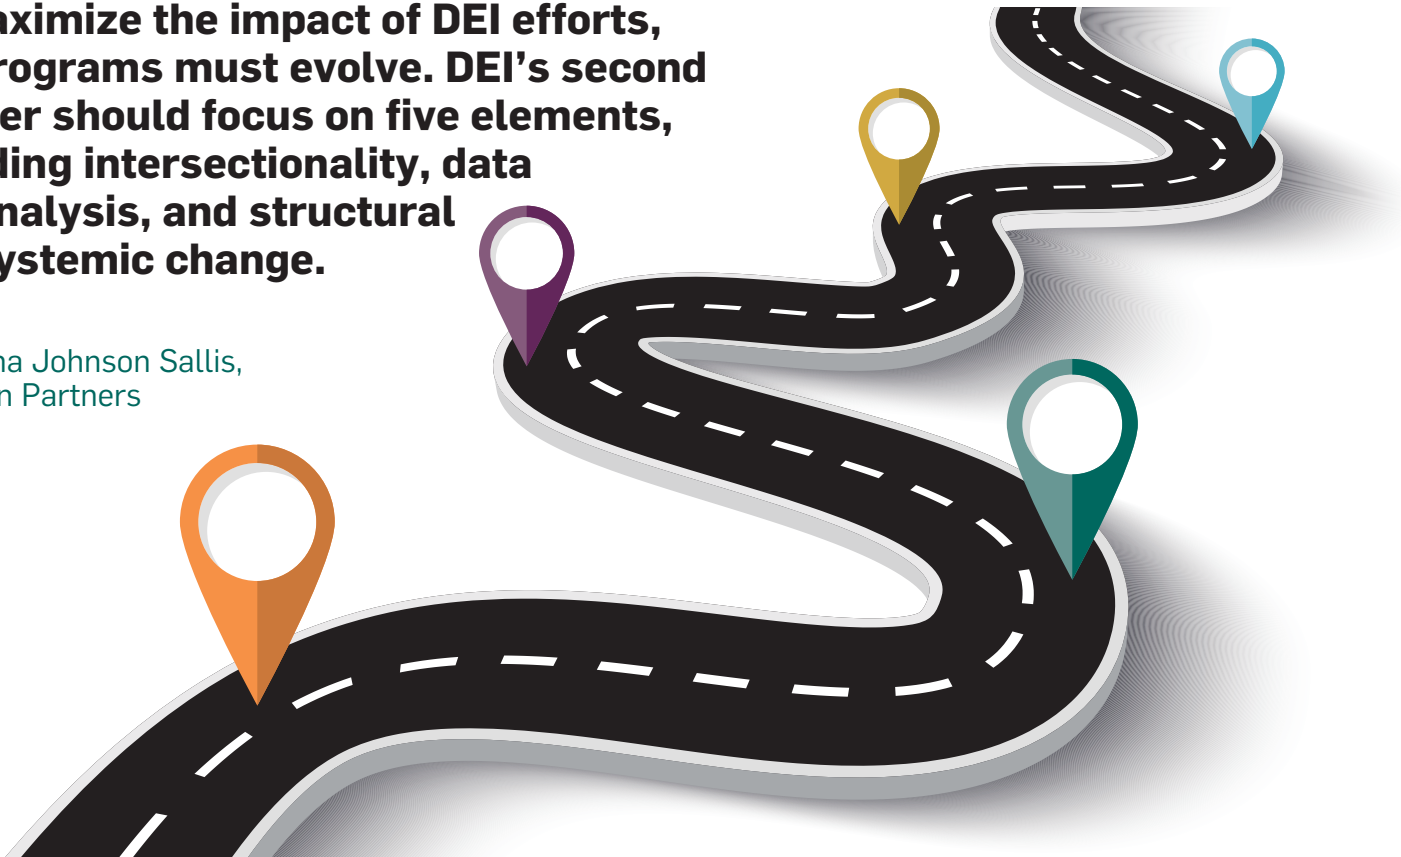 aximize the impact of DEI efforts,
rograms must evolve. DEI’s second
er should focus on five elements,
ding intersectionality, data
nalysis, and structural
ystemic change.
na Johnson Sallis,
n Partners